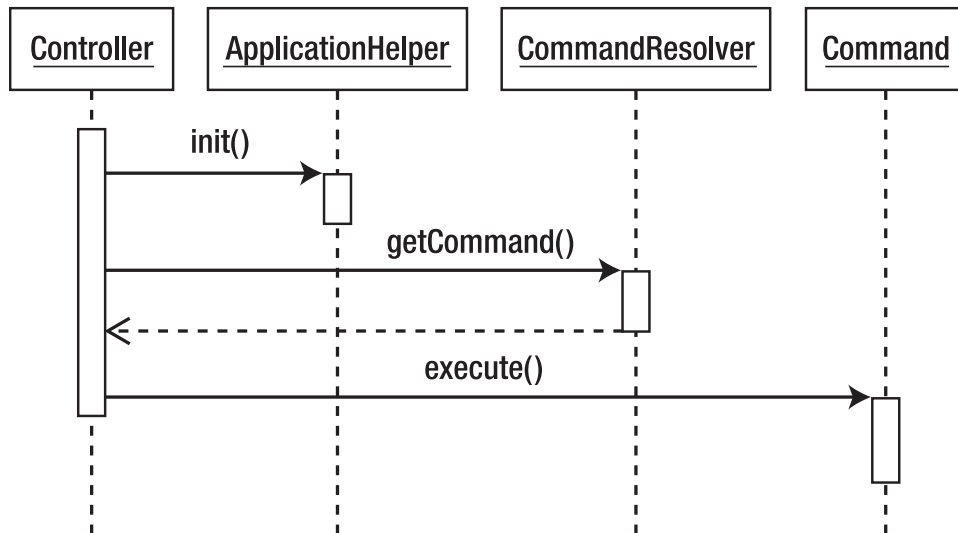 Controller
ApplicationHelper
CommandResolver
Command
init()
getCommand()
execute()